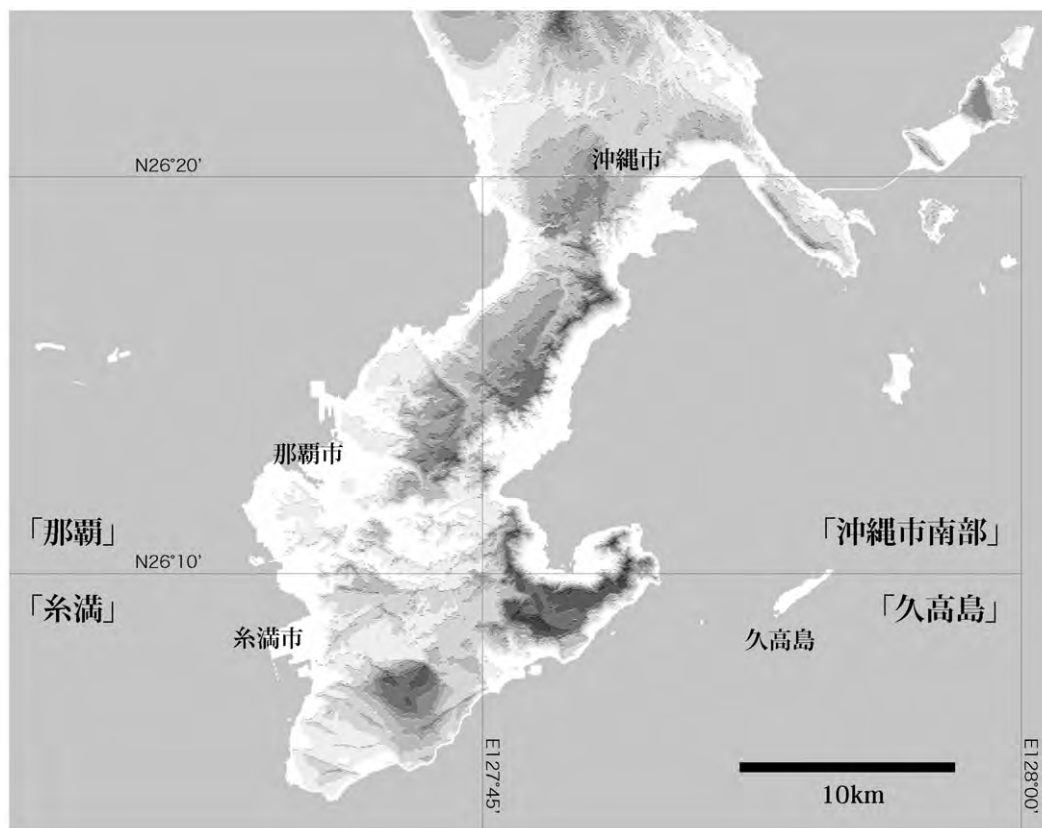 沖縄市
N26°20’
那覇市
「那覇」
「沖縄市南部」
N26°10’
「糸満」
「久高島」
糸満市
久高島
E127°45’
E128°00’
10km